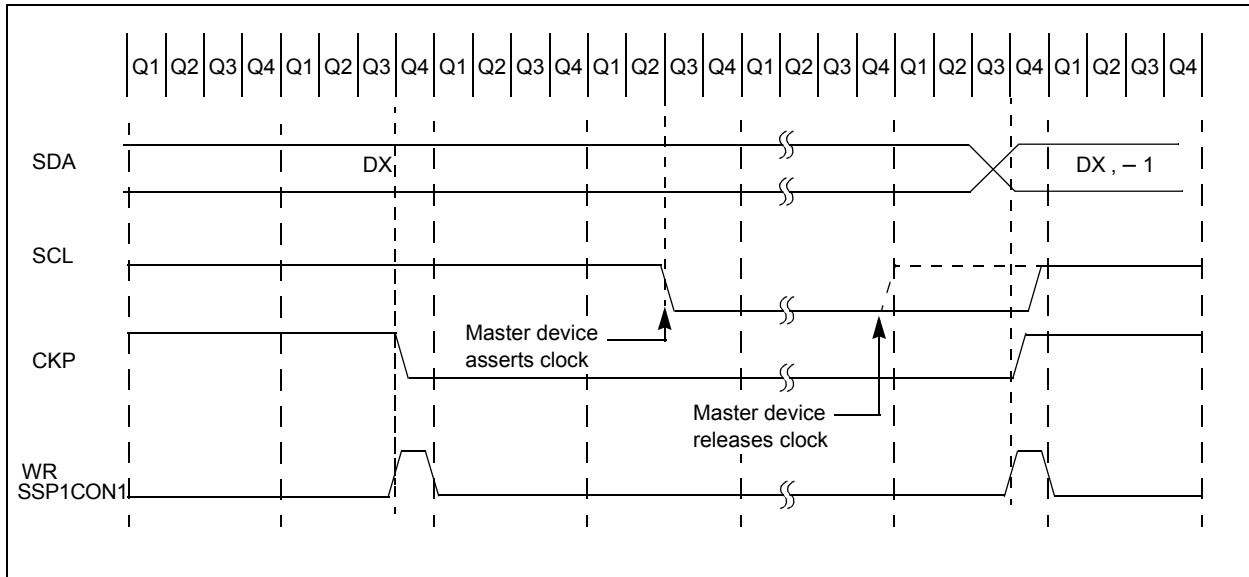 Q1 Q2 Q3 Q4 Q1 Q2 Q3 Q4 Q1 Q2 Q3 Q4 Q1 Q2 Q3 Q4 Q1 Q2 Q3 Q4 Q1 Q2 Q3 Q4 Q1 Q2 Q3 Q4
SDA
DX
DX , – 1
SCL
Master device
asserts clock
CKP
Master device
releases clock
WR
SSP1CON1